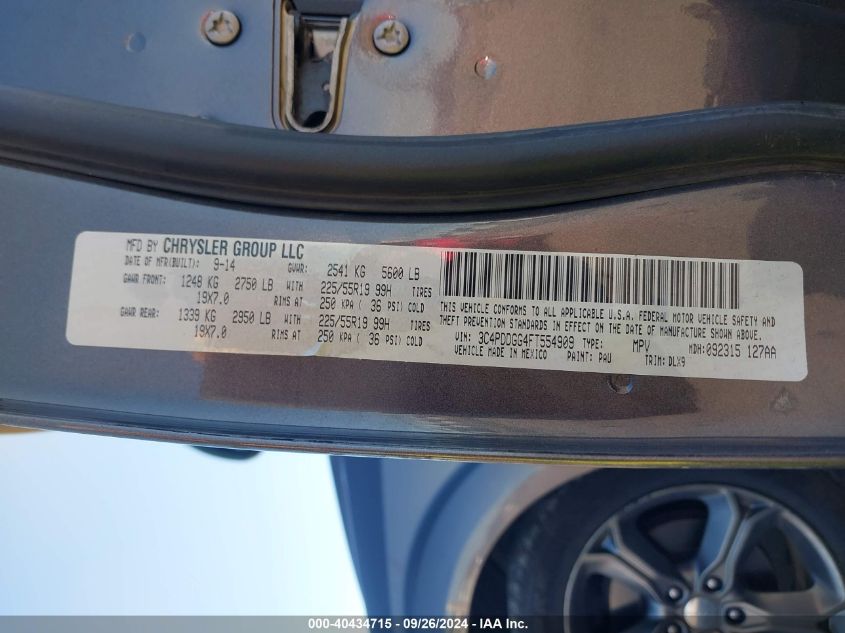 MFD BY CHRYSLER GROUP LLC
DATE OF MFR(BUILT): 9-14 GVWR: 2541 KG 5600 LB
GAWR FRONT: 1248 KG 2750 LB WITH 225/55R19 99H TIRES
19X7.0 RIMS AT 250 KPA ( 36 PSI) COLD
GAWR REAR: 1339 KG 2950 LB WITH 225/55R19 99H TIRES
19X7.0 RIMS AT 250 KPA ( 36 PSI) COLD
THIS VEHICLE CONFORMS TO ALL APPLICABLE U.S.A. FEDERAL MOTOR VEHICLE SAFETY AND
THEFT PREVENTION STANDARDS IN EFFECT ON THE DATE OF MANUFACTURE SHOWN ABOVE.
VIN: 3C4PDDGG4FT554909 TYPE: MPV MDH:092315 127AA
VEHICLE MADE IN MEXICO PAINT: PAU TRIM: DLX9
000-40434715 - 09/26/2024 - IAA Inc.